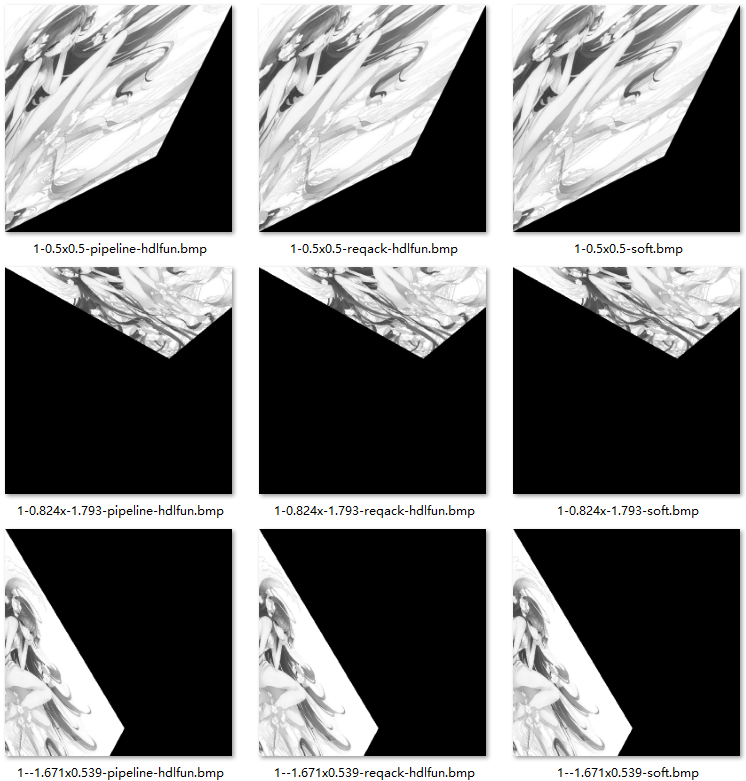 1-0.5x0.5-pipeline-hdlfun.bmp
1-0.5x0.5-reqack-hdlfun.bmp
1-0.5x0.5-soft.bmp
1-0.824x-1.793-pipeline-hdlfun.bmp
1-0.824x-1.793-reqack-hdlfun.bmp
1-0.824x-1.793-soft.bmp
1--1.671x0.539-pipeline-hdlfun.bmp
1--1.671x0.539-reqack-hdlfun.bmp
1--1.671x0.539-soft.bmp